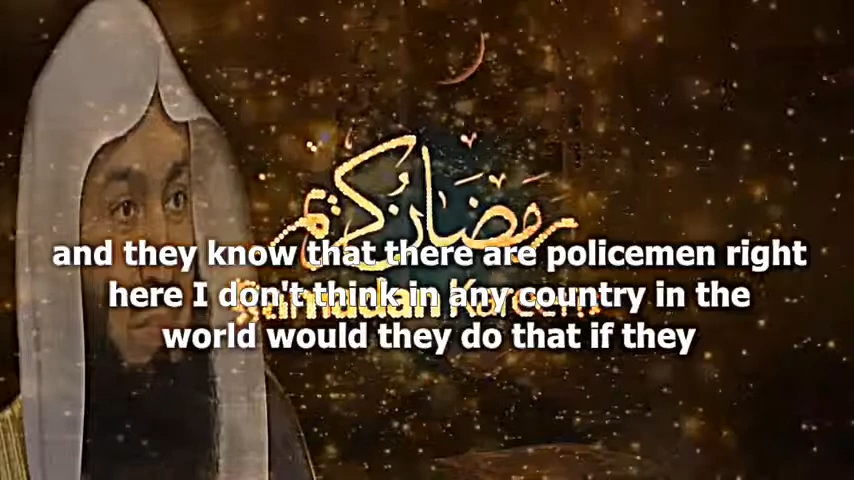 رمضان كريم
and they know that there are policemen right
here I don't think in any country in the
Ramadan Kareem
world would they do that if they